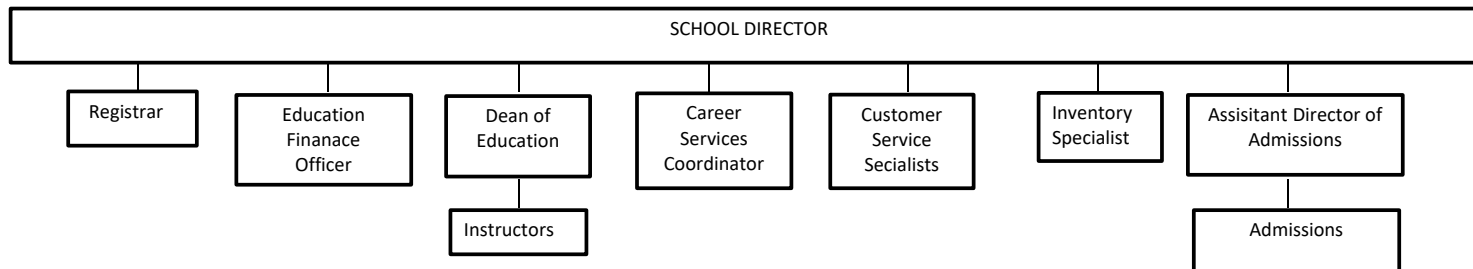 SCHOOL DIRECTOR
Registrar
Education
Finanace
Officer
Dean of
Education
Career
Services
Coordinator
Customer
Service
Secialists
Inventory
Specialist
Assisitant Director of
Admissions
Instructors
Admissions